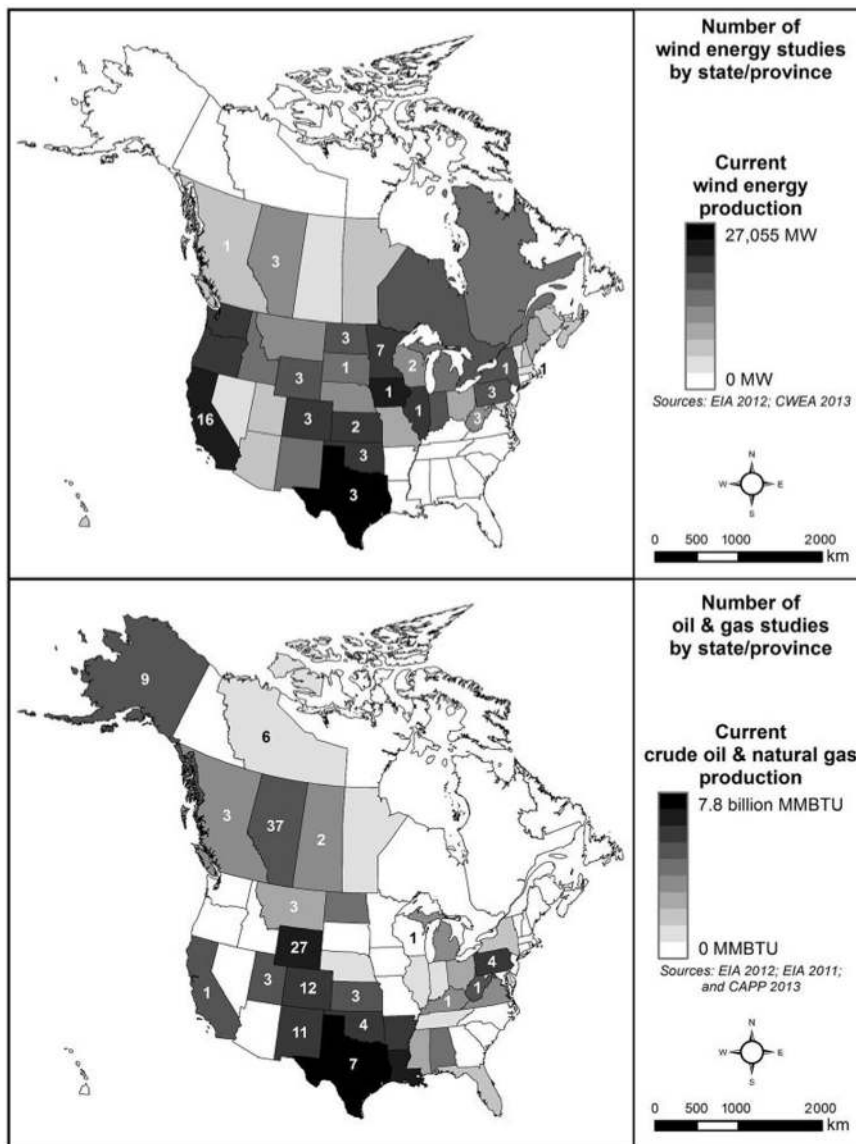 Number of
wind energy studies
by state/province
Current
wind energy
production
27,055 MW
0 MW
Sources: EIA 2012; CWEA 2013
N
W E
S
0 500 1000 2000
km
1
3
3
7
2
1
1
3
1
3
1
1
3
16
3
2
3
3
Number of
oil & gas studies
by state/province
Current
crude oil & natural gas
production
7.8 billion MMBTU
0 MMBTU
Sources: EIA 2012; EIA 2011;
and CAPP 2013
N
W E
S
0 500 1000 2000
km
9
6
3
37
2
3
1
27
4
3
12
3
1
1
1
11
4
7